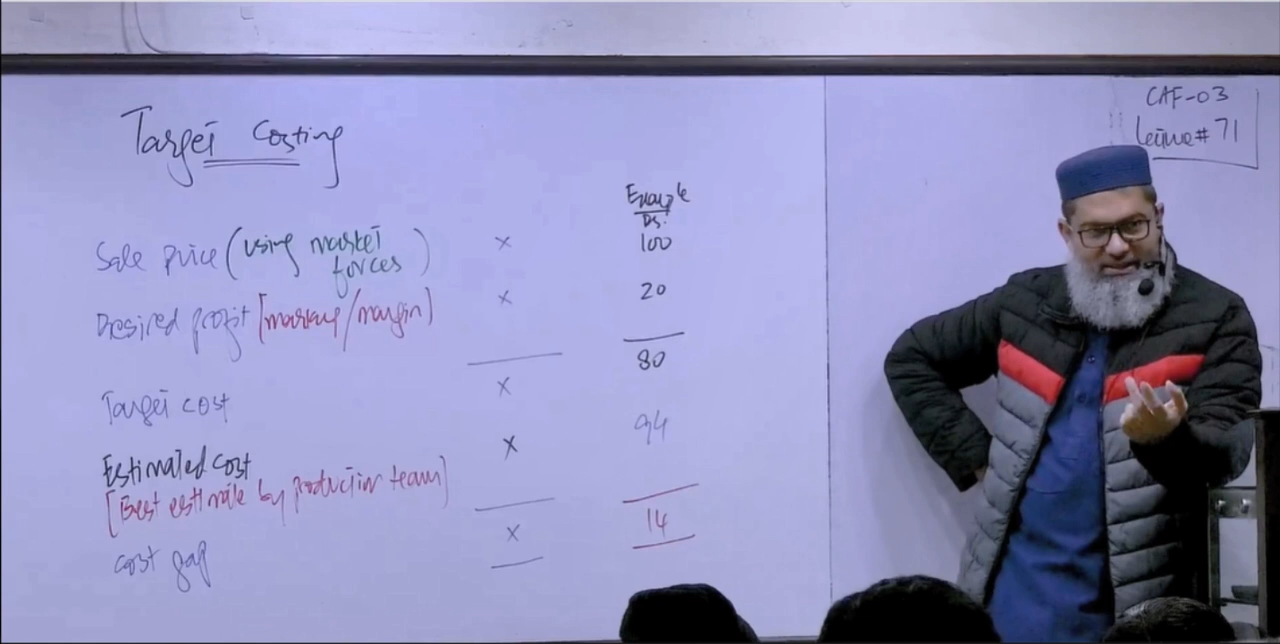 CAF-03
Lecture # 71
Target Costing
Example
Rs.
Sale price (using market forces) x 100
Desired profit [markup/margin] x 20
x 80
Target cost
Estimated cost x 94
[Best estimate by production team]
Cost gap x 14